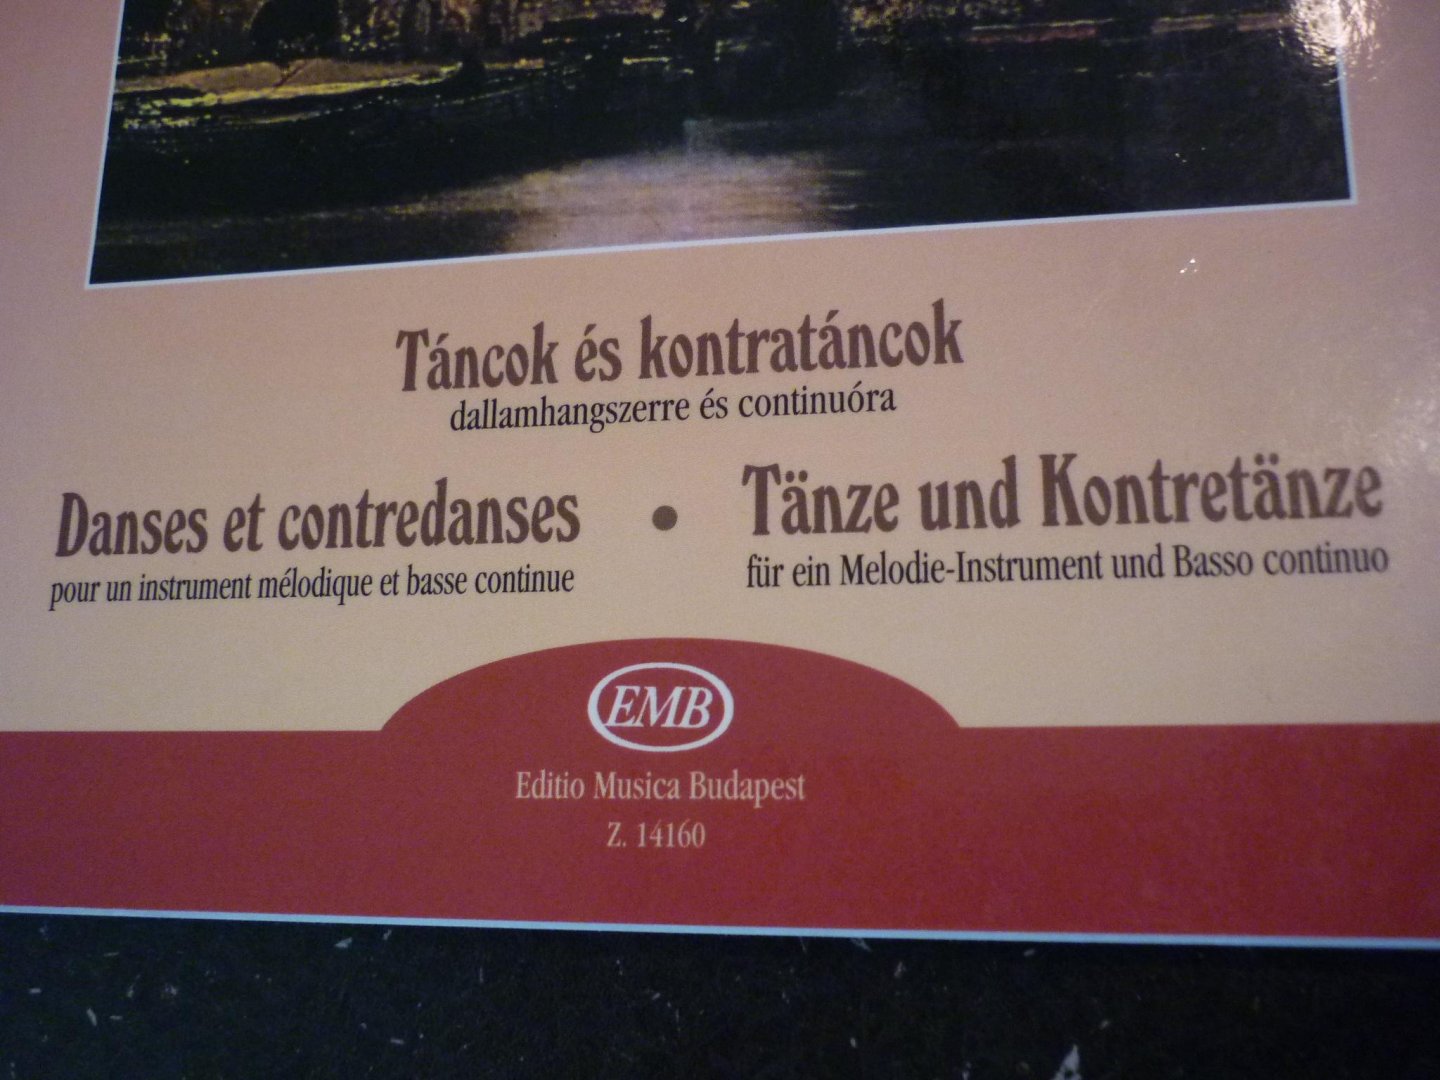 Táncok és kontratáncok
dallamhangszerre és continuóra
Danses et contredanses
pour un instrument mélodique et basse continue
•
Tänze und Kontretänze
für ein Melodie-Instrument und Basso continuo
EMB
Editio Musica Budapest
Z. 14160